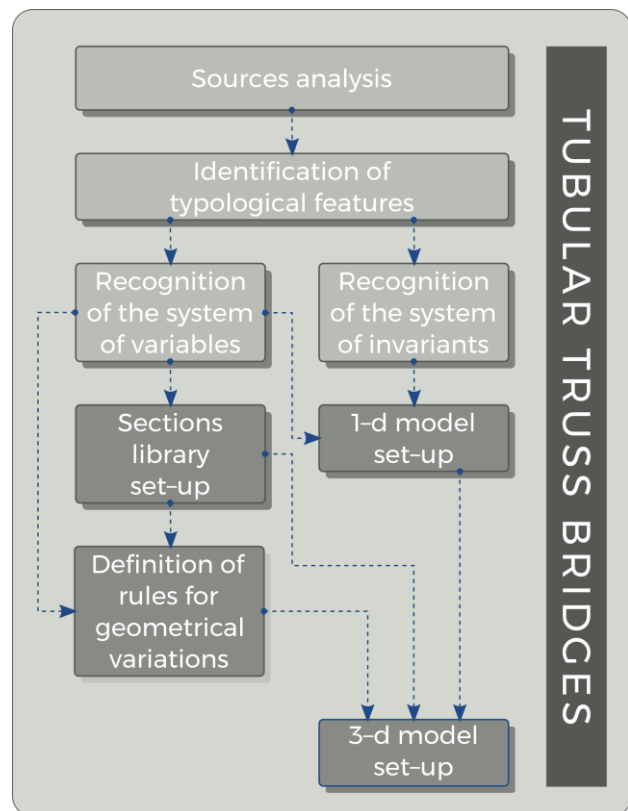 Sources analysis
Identification of
typological features
Recognition
of the system
of variables
Recognition
of the system
of invariants
Sections
library
set-up
1-d model
set-up
Definition of
rules for
geometrical
variations
3-d model
set-up
TUBULAR TRUSS BRIDGES